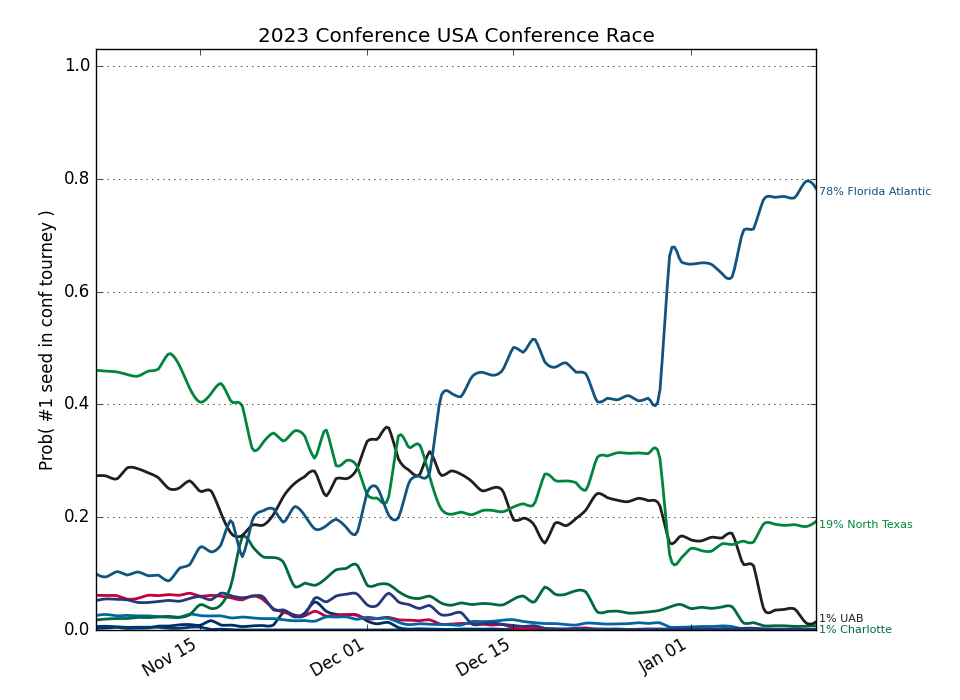 2023 Conference USA Conference Race
Prob( #1 seed in conf tourney )
1.0
0.8
0.6
0.4
0.2
0.0
Nov 15
Dec 01
Dec 15
Jan 01
78% Florida Atlantic
19% North Texas
1% UAB
1% Charlotte